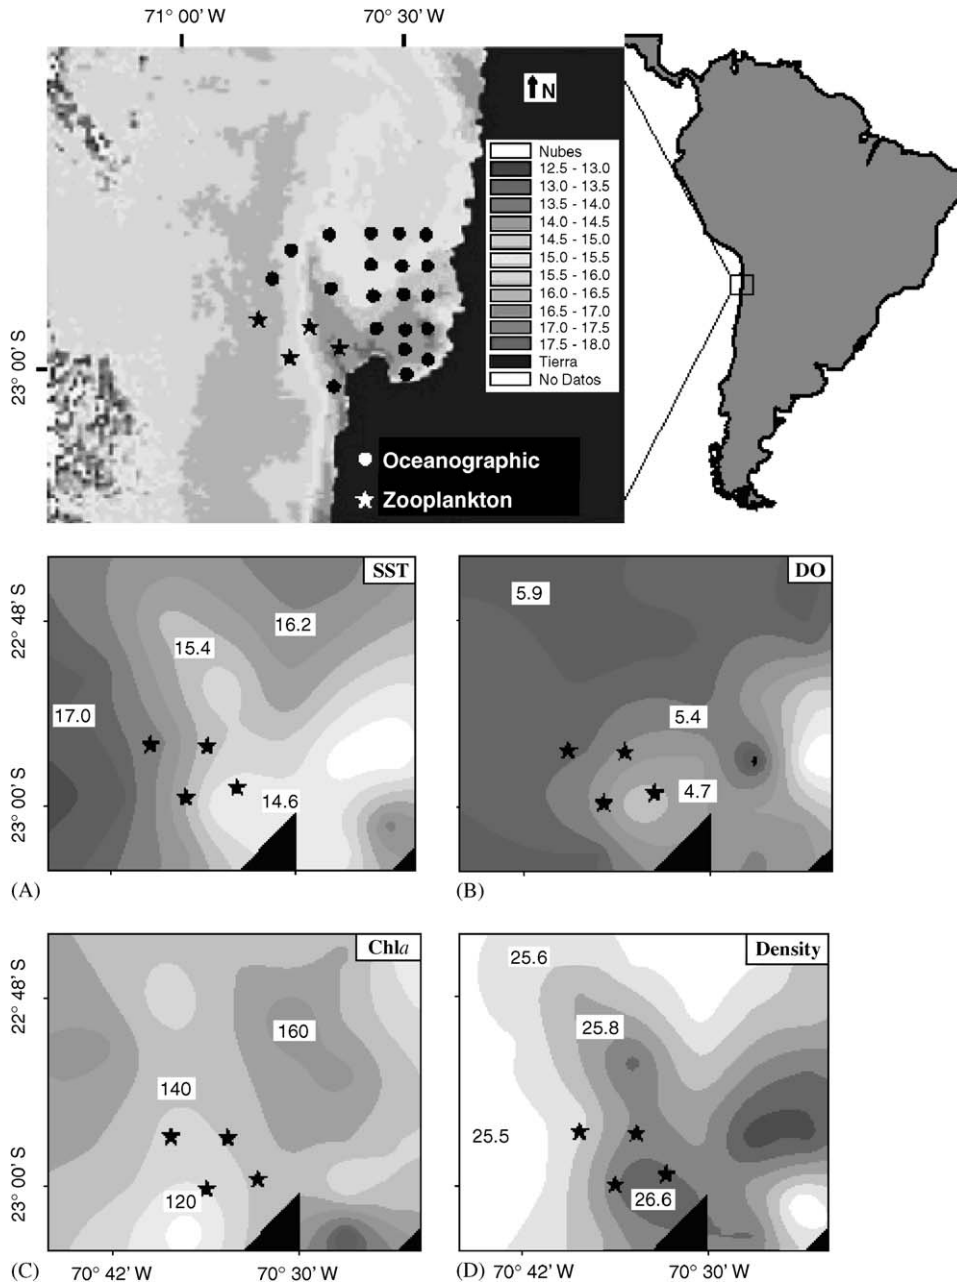 71° 00' W 70° 30' W
N
Nubes
12.5 - 13.0
13.0 - 13.5
13.5 - 14.0
14.0 - 14.5
14.5 - 15.0
15.0 - 15.5
15.5 - 16.0
16.0 - 16.5
16.5 - 17.0
17.0 - 17.5
17.5 - 18.0
Tierra
No Datos
23° 00' S
Oceanographic
Zooplankton
SST
22° 48' S
16.2
15.4
17.0
14.6
23° 00' S
(A)
DO
5.9
5.4
4.7
(B)
Chla
22° 48' S
160
140
120
23° 00' S
70° 42' W 70° 30' W
(C)
Density
25.6
25.8
25.5
26.6
70° 42' W 70° 30' W
(D)